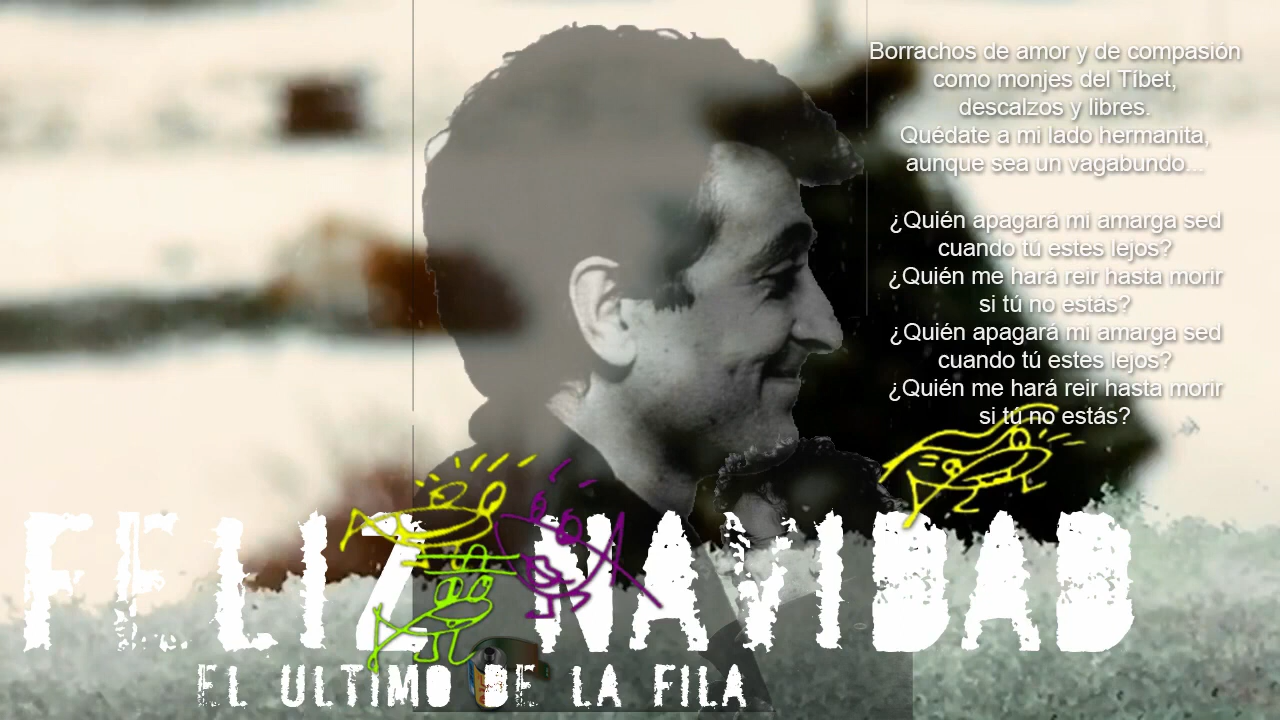 Borrachos de amor y de compasión
como monjes del Tíbet,
descalzos y libres.
Quédate a mi lado hermanita,
aunque sea un vagabundo...
¿Quién apagará mi amarga sed
cuando tú estes lejos?
¿Quién me hará reir hasta morir
si tú no estás?
¿Quién apagará mi amarga sed
cuando tú estes lejos?
¿Quién me hará reir hasta morir
si tú no estás?
FELIZ NAVIDAD
EL ULTIMO DE LA FILA